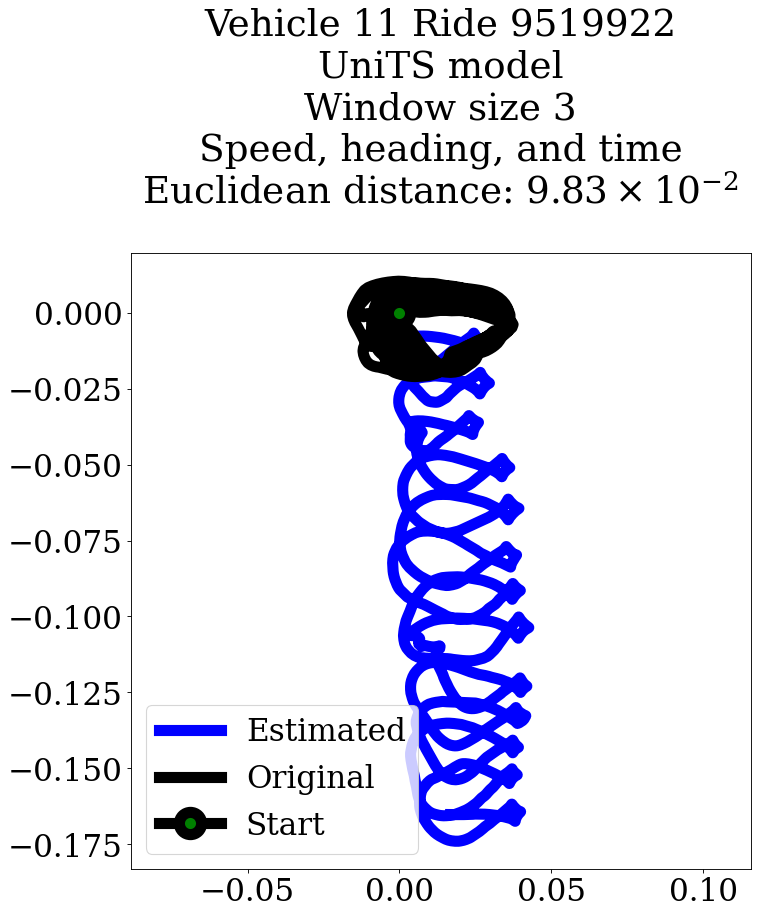 Vehicle 11 Ride 9519922
UniTS model
Window size 3
Speed, heading, and time
Euclidean distance: 9.83 × 10⁻²
0.000
−0.025
−0.050
−0.075
−0.100
−0.125
−0.150
−0.175
Estimated
Original
Start
−0.05
0.00
0.05
0.10